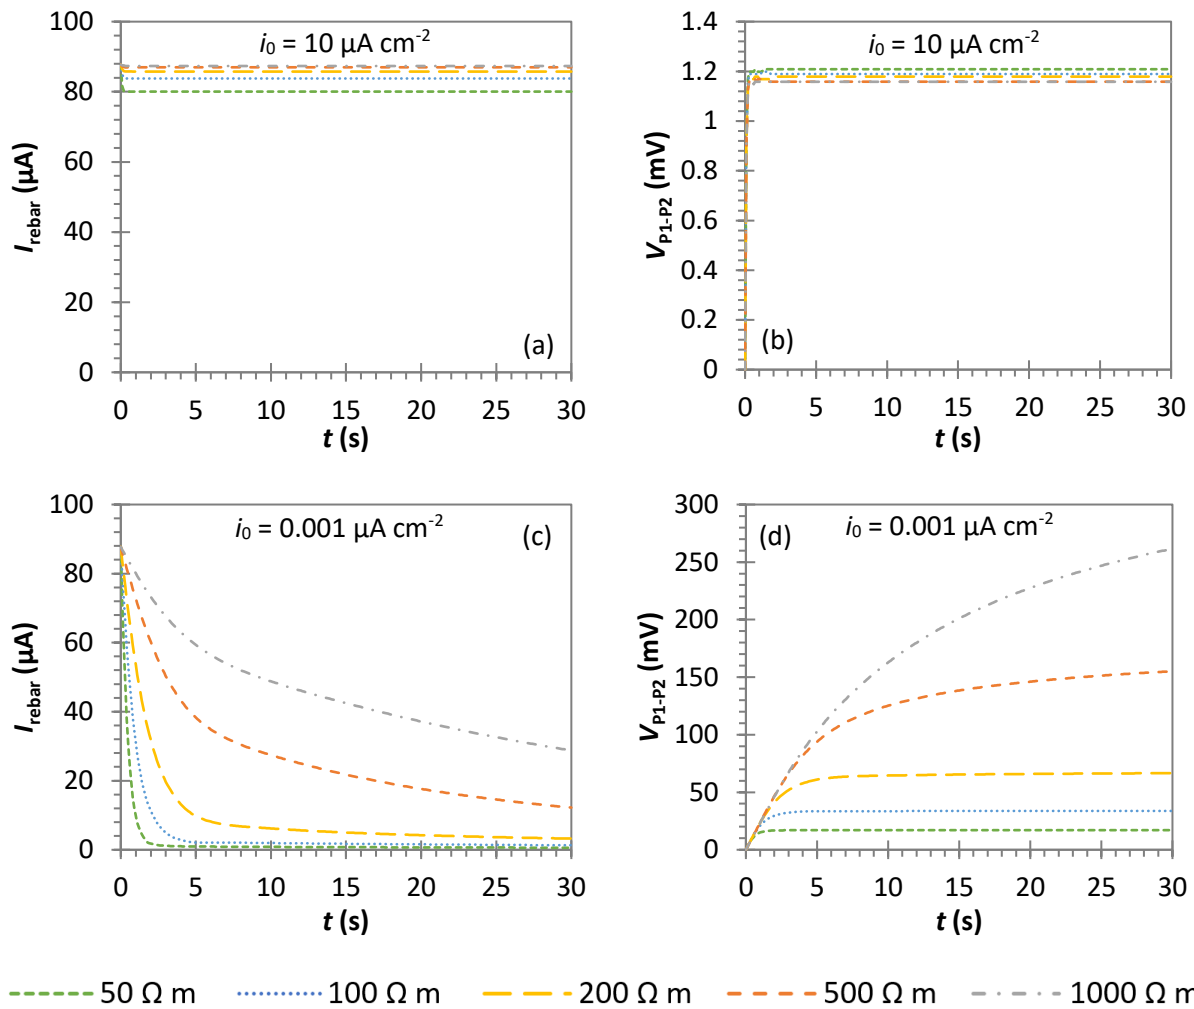 100
80
60
40
20
0
I_rebar (µA)
i₀ = 10 µA cm⁻²
(a)
0 5 10 15 20 25 30
t (s)
1.4
1.2
1
0.8
0.6
0.4
0.2
0
V_P1-P2 (mV)
i₀ = 10 µA cm⁻²
(b)
0 5 10 15 20 25 30
t (s)
100
80
60
40
20
0
I_rebar (µA)
i₀ = 0.001 µA cm⁻²
(c)
0 5 10 15 20 25 30
t (s)
300
250
200
150
100
50
0
V_P1-P2 (mV)
(d)
i₀ = 0.001 µA cm⁻²
0 5 10 15 20 25 30
t (s)
50 Ω m 100 Ω m 200 Ω m 500 Ω m 1000 Ω m